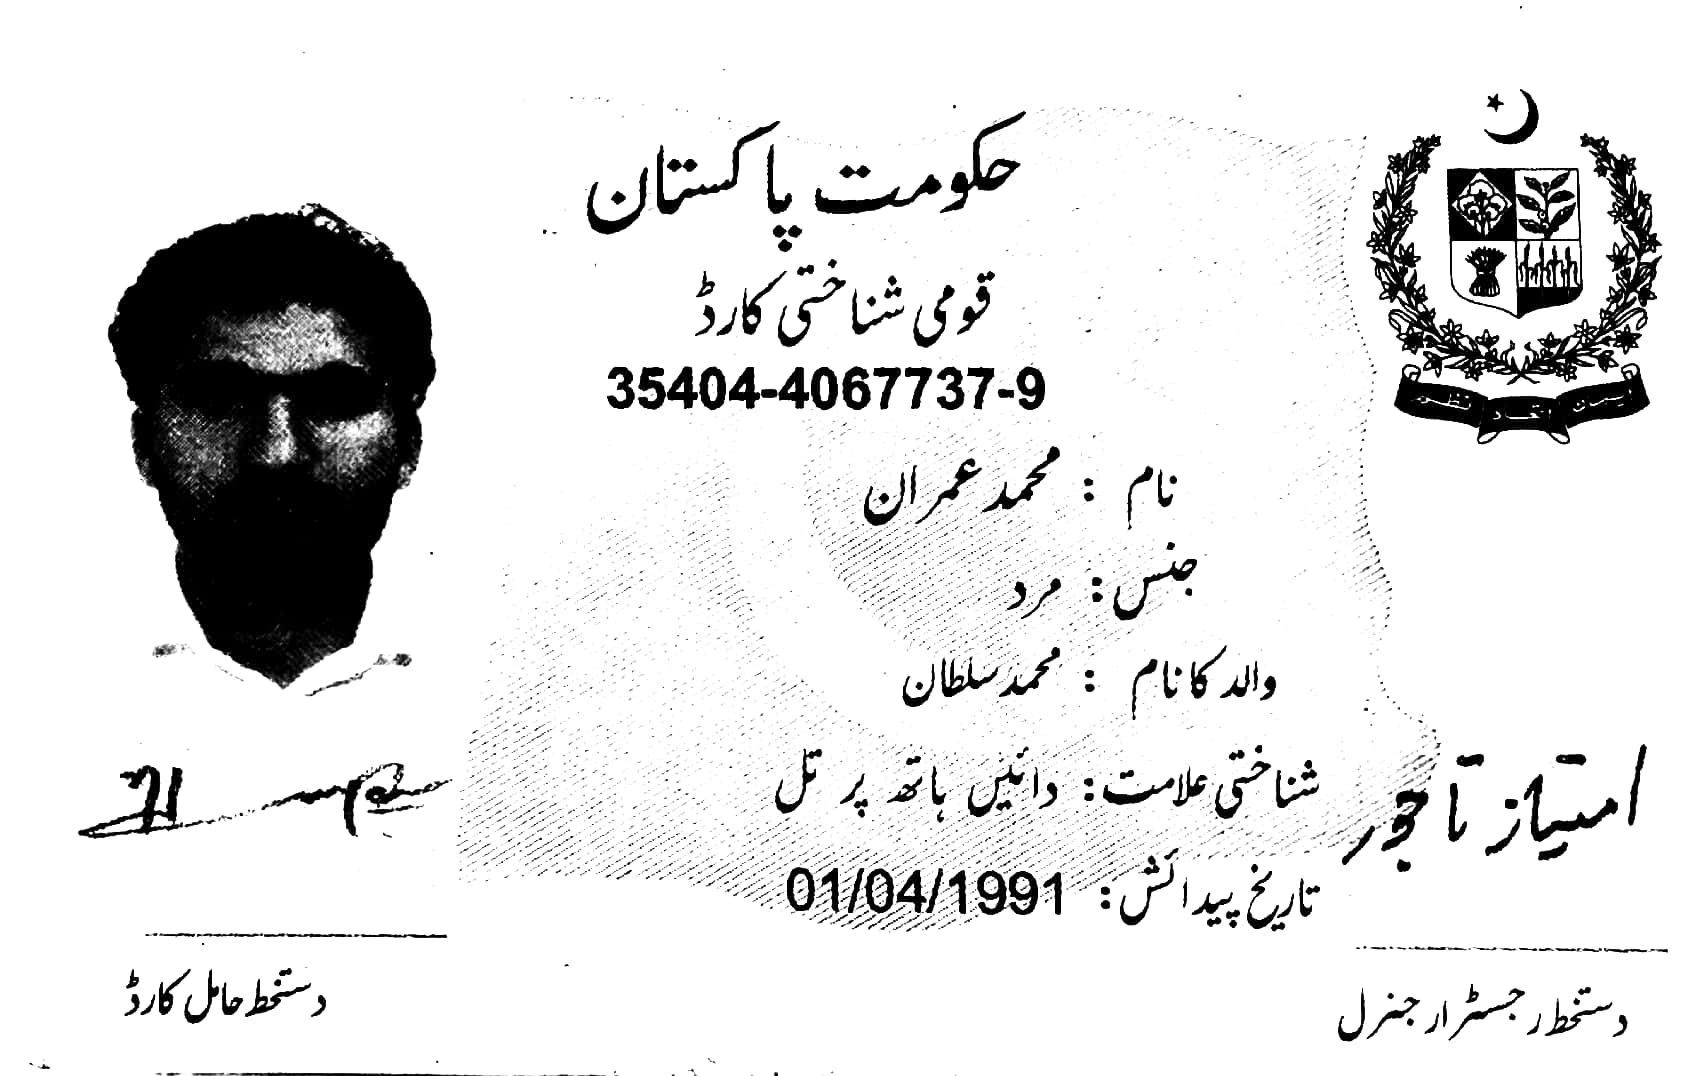 حکومت پاکستان
قومی شناختی کارڈ
35404-4067737-9
نام : محمد عمران
جنس : مرد
والد کا نام : محمد سلطان
شناختی علامت : دائیں ہاتھ پر تل
تاریخ پیدائش : 01/04/1991
امتیاز تاجور
دستخط حامل کارڈ
دستخط رجسٹرار جنرل